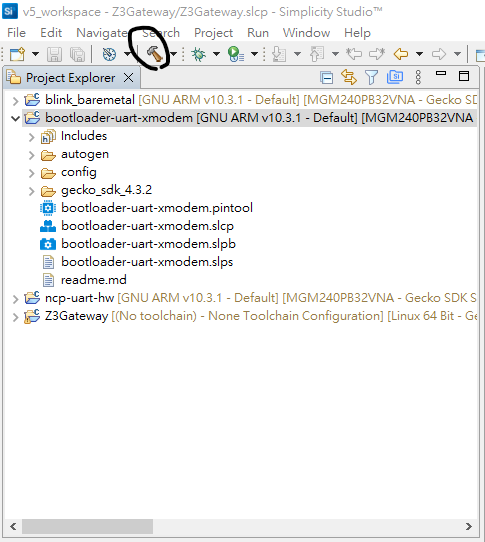 Si v5_workspace - Z3Gateway/Z3Gateway.slcp - Simplicity Studio™
File Edit Navigate Search Project Run Window Help
Project Explorer
blink_baremetal [GNU ARM v10.3.1 - Default] [MGM240PB32VNA - Gecko SD
bootloader-uart-xmodem [GNU ARM v10.3.1 - Default] [MGM240PB32VNA
Includes
autogen
config
gecko_sdk_4.3.2
bootloader-uart-xmodem.pintool
bootloader-uart-xmodem.slcp
bootloader-uart-xmodem.slpb
bootloader-uart-xmodem.slps
readme.md
ncp-uart-hw [GNU ARM v10.3.1 - Default] [MGM240PB32VNA - Gecko SDK S
Z3Gateway [(No toolchain) - None Toolchain Configuration] [Linux 64 Bit - Ge